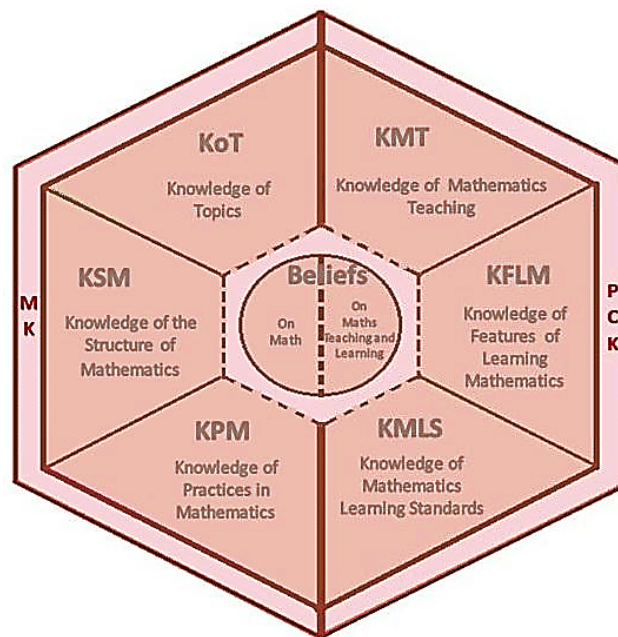 KoT
Knowledge of
Topics
KMT
Knowledge of Mathematics
Teaching
KSM
Knowledge of the
Structure of
Mathematics
Beliefs
On
Math
On
Maths
Teaching and
Learning
KFLM
Knowledge of
Features of
Learning
Mathematics
M
K
P
C
K
KPM
Knowledge of
Practices in
Mathematics
KMLS
Knowledge of
Mathematics
Learning Standards